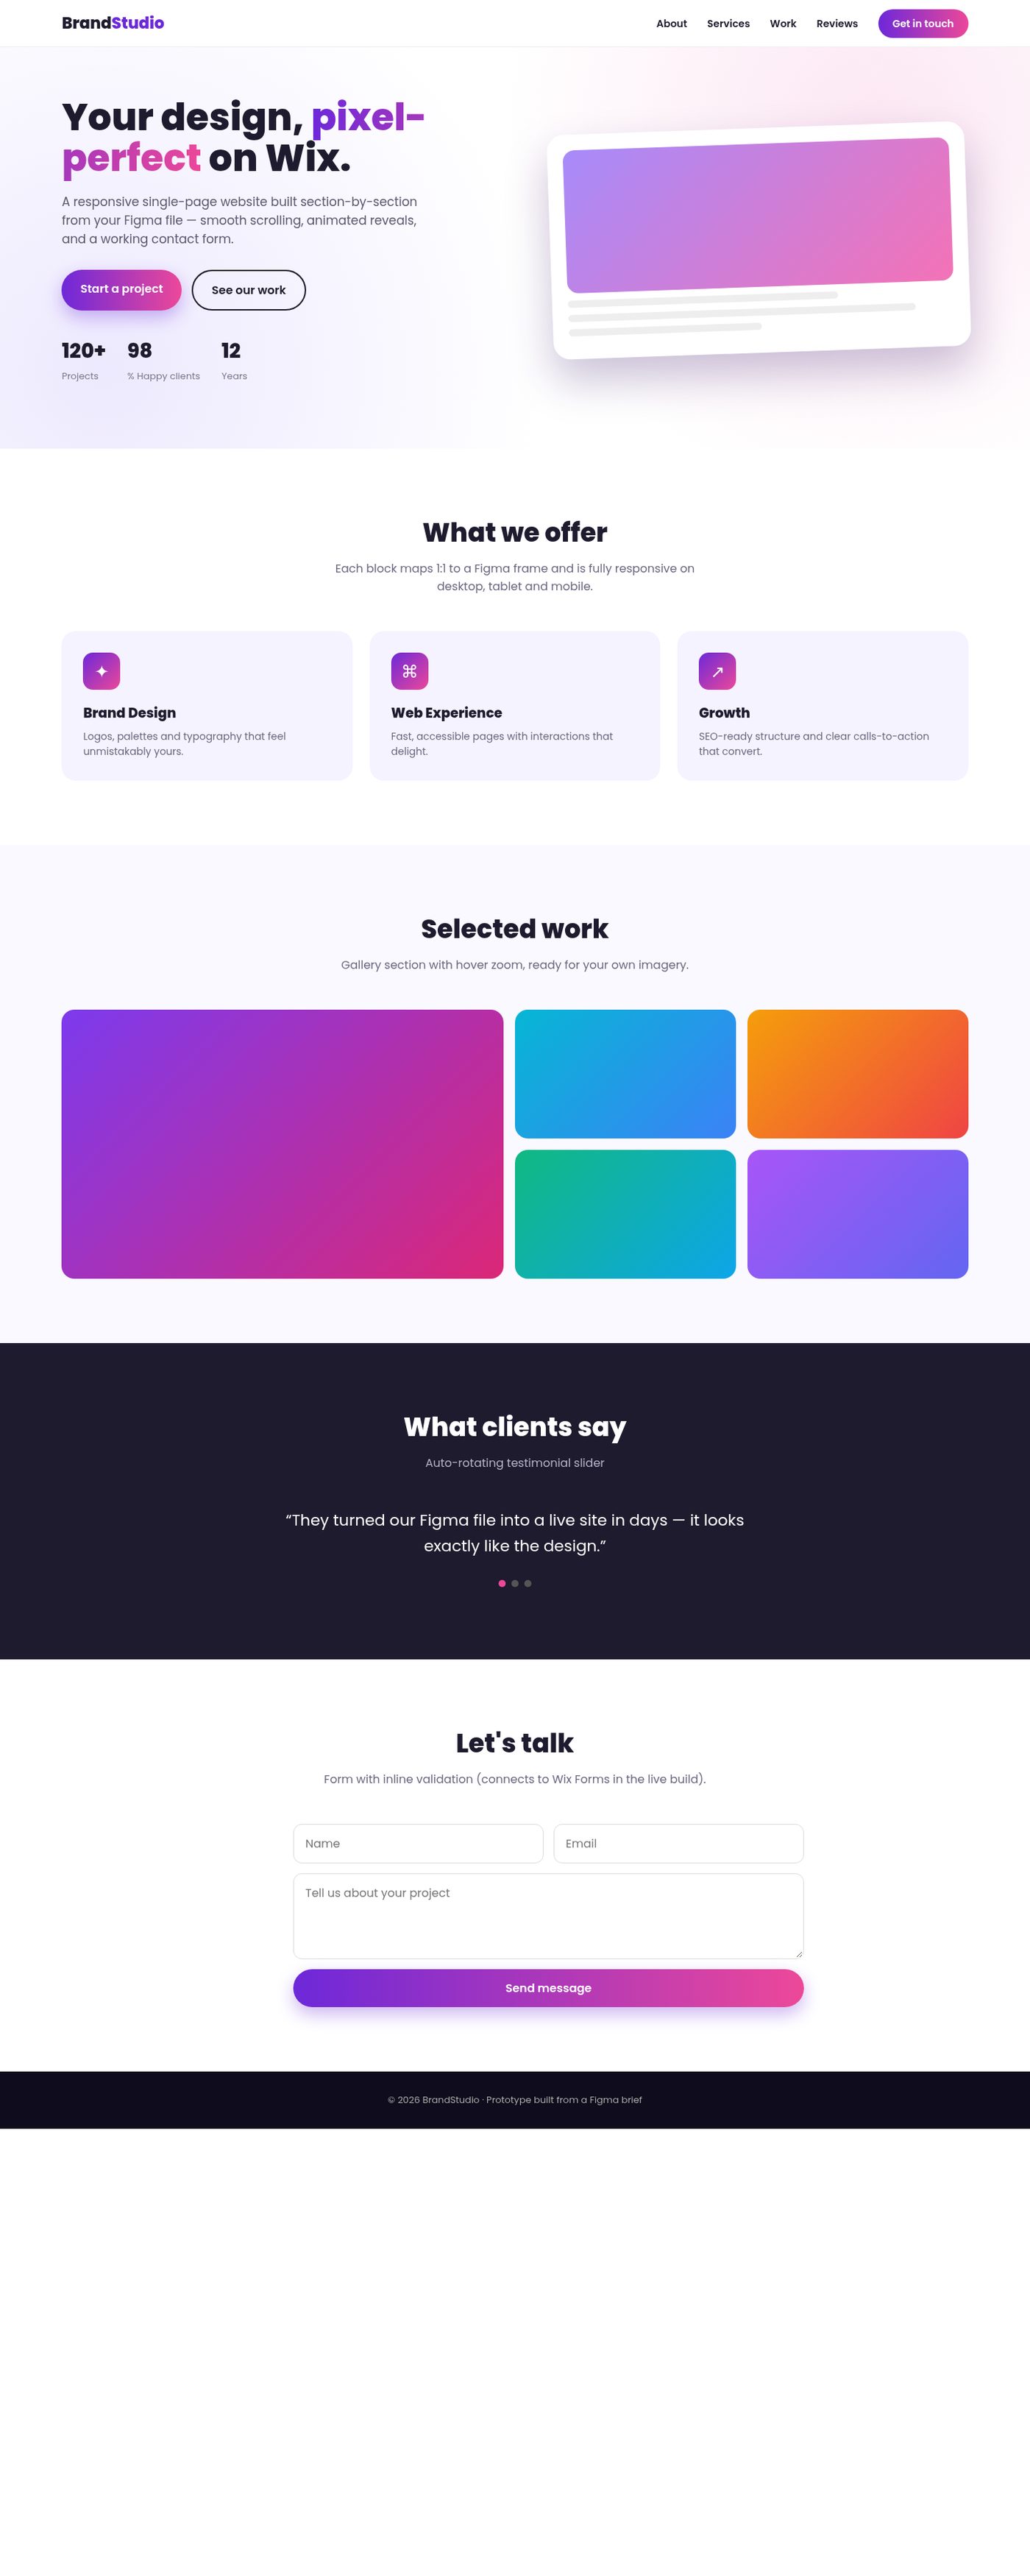 BrandStudio
About Services Work Reviews Get in touch
Your design, pixel-
perfect on Wix.
A responsive single-page website built section-by-section
from your Figma file — smooth scrolling, animated reveals,
and a working contact form.
Start a project See our work
120+ 98 12
Projects % Happy clients Years
What we offer
Each block maps 1:1 to a Figma frame and is fully responsive on
desktop, tablet and mobile.
Brand Design
Logos, palettes and typography that feel
unmistakably yours.
Web Experience
Fast, accessible pages with interactions that
delight.
Growth
SEO-ready structure and clear calls-to-action
that convert.
Selected work
Gallery section with hover zoom, ready for your own imagery.
What clients say
Auto-rotating testimonial slider
“They turned our Figma file into a live site in days — it looks
exactly like the design.”
Let's talk
Form with inline validation (connects to Wix Forms in the live build).
Name Email
Tell us about your project
Send message
© 2026 BrandStudio · Prototype built from a Figma brief